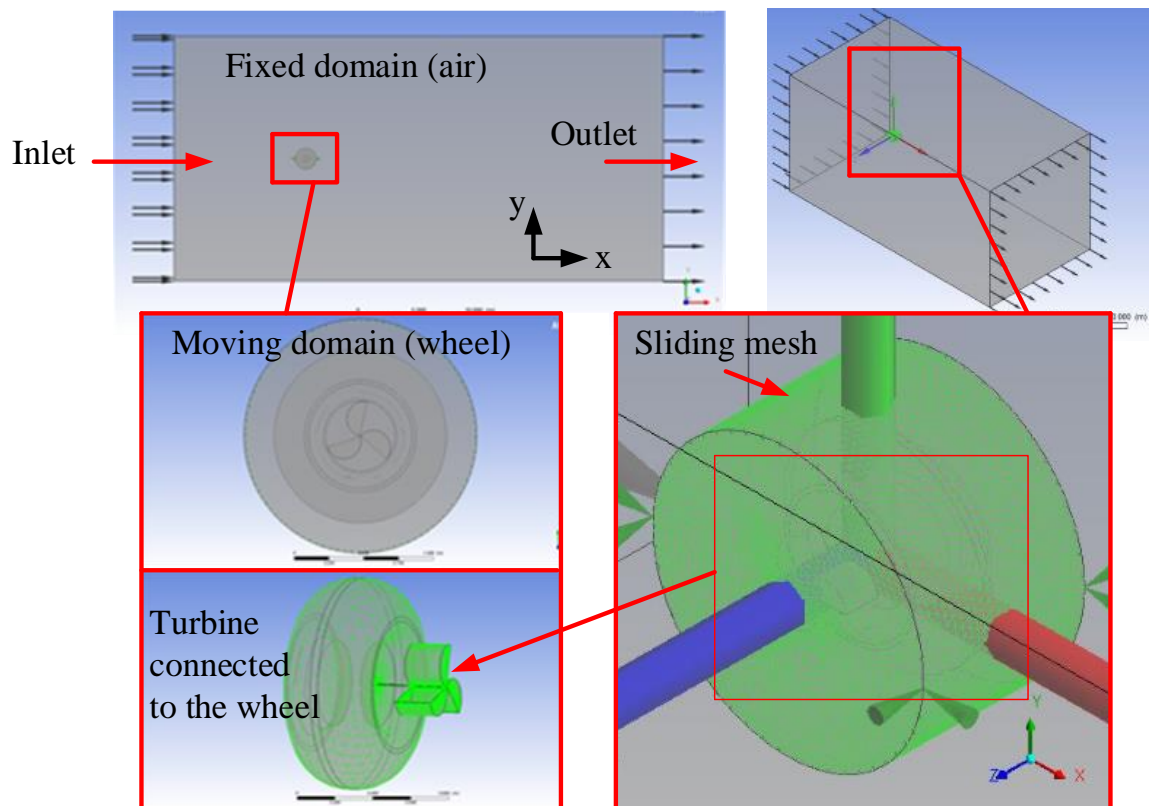 Fixed domain (air)
Inlet
Outlet
y
x
Moving domain (wheel)
Sliding mesh
Turbine
connected
to the wheel
Y
Z
X